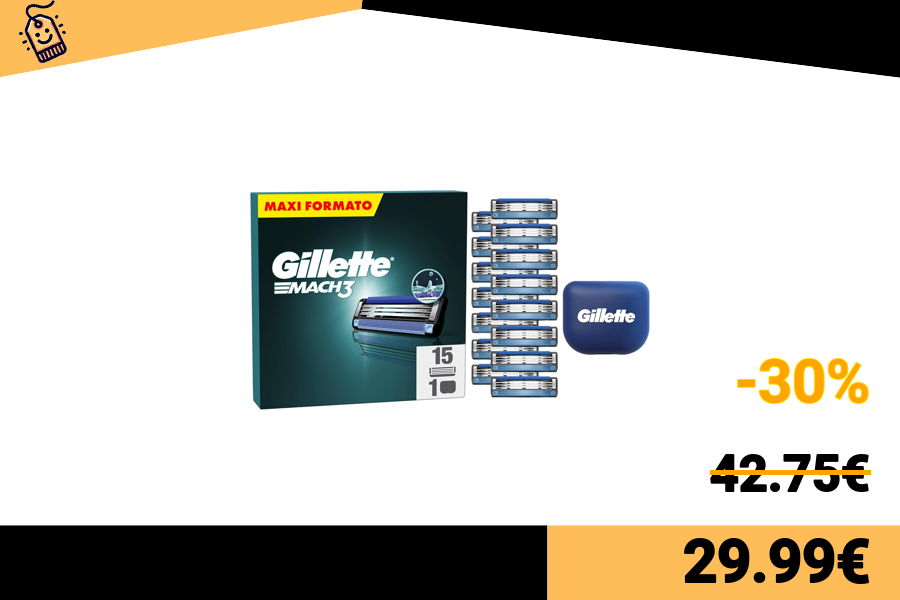 MAXI FORMATO
Gillette
MACH3
15
1
Gillette
-30%
42.75€
29.99€